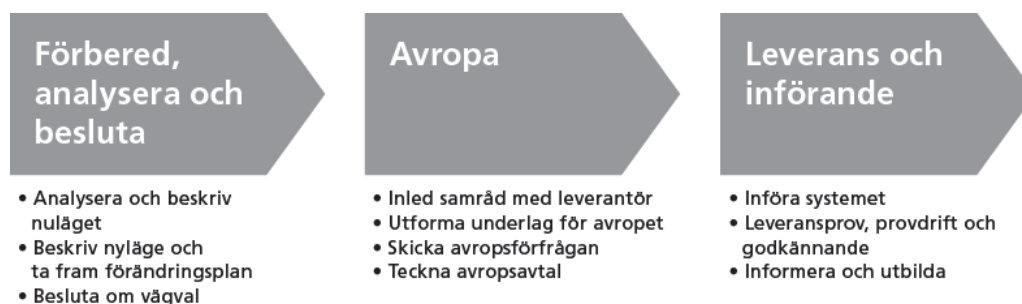 Förbered,
analysera och
besluta
• Analysera och beskriv
nuläget
• Beskriv nyläge och
ta fram förändringsplan
• Besluta om vägval
Avropa
• Inled samråd med leverantör
• Utforma underlag för avropet
• Skicka avropsförfrågan
• Teckna avropsavtal
Leverans och
införande
• Införa systemet
• Leveransprov, provdrift och
godkännande
• Informera och utbilda